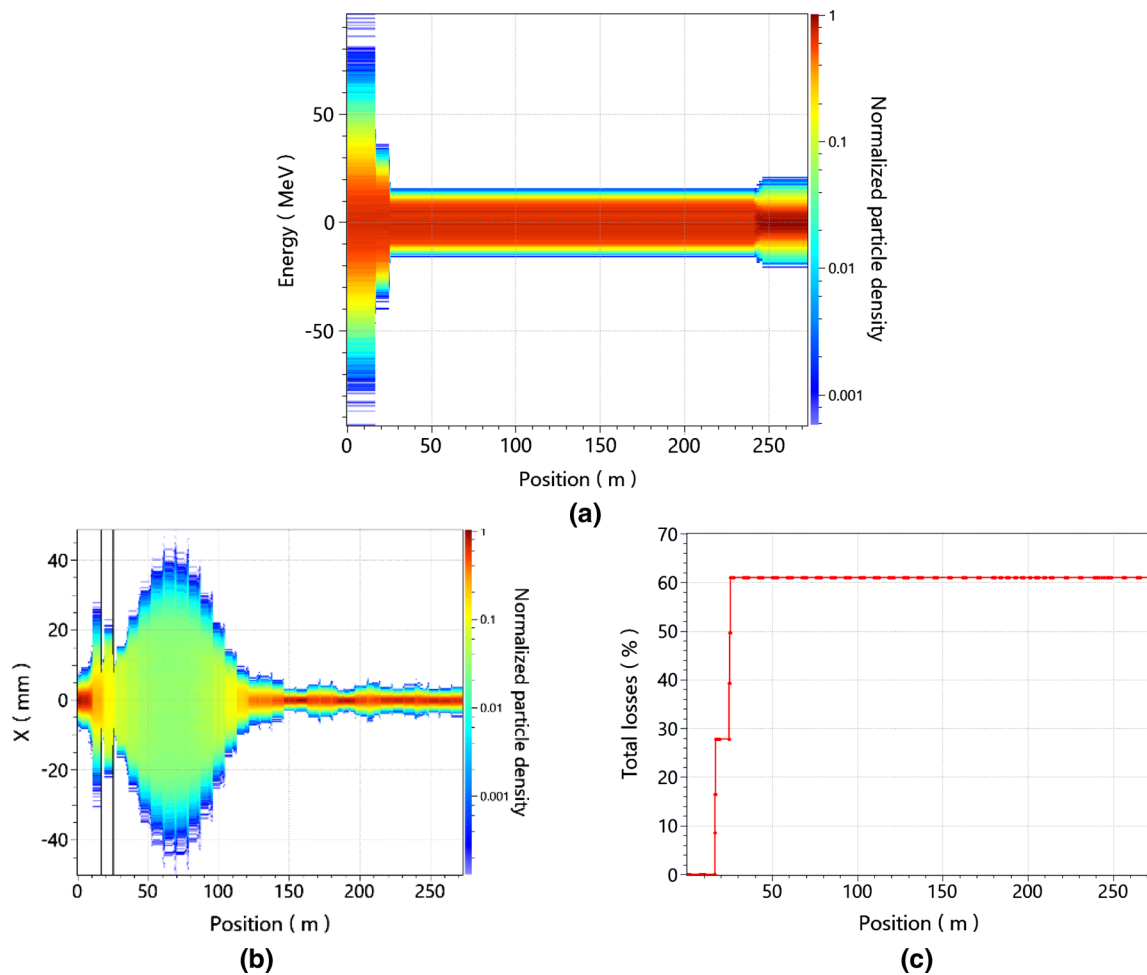 1
0.1
0.01
0.001
Normalized particle density
50
0
-50
Energy ( MeV )
0 50 100 150 200 250
Position ( m )
(a)
40
20
0
-20
-40
X ( mm )
0 50 100 150 200 250
Position ( m )
1
0.1
0.01
0.001
Normalized particle density
(b)
70
60
50
40
30
20
10
0
Total losses ( % )
50 100 150 200 250
Position ( m )
(c)